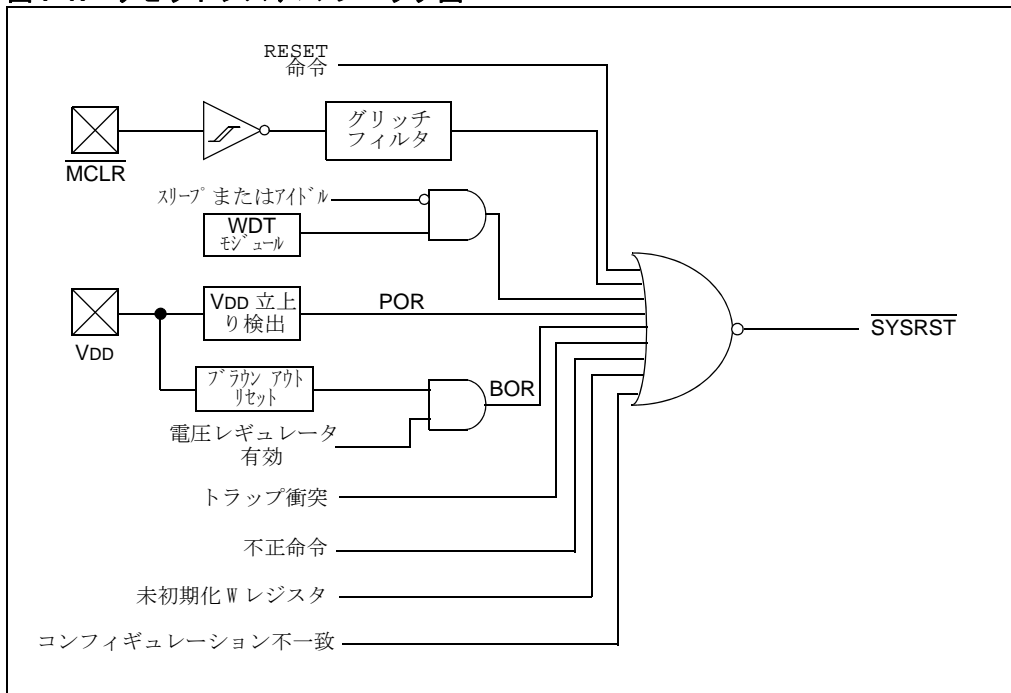 RESET
命令
グリッチ
フィルタ
MCLR
スリープ またはアイドル
WDT
モジュール
VDD 立上
り検出
POR
VDD
SYSRST
ブラウン アウト
リセット
BOR
電圧レギュレータ
有効
トラップ衝突
不正命令
未初期化 W レジスタ
コンフィギュレーション不一致